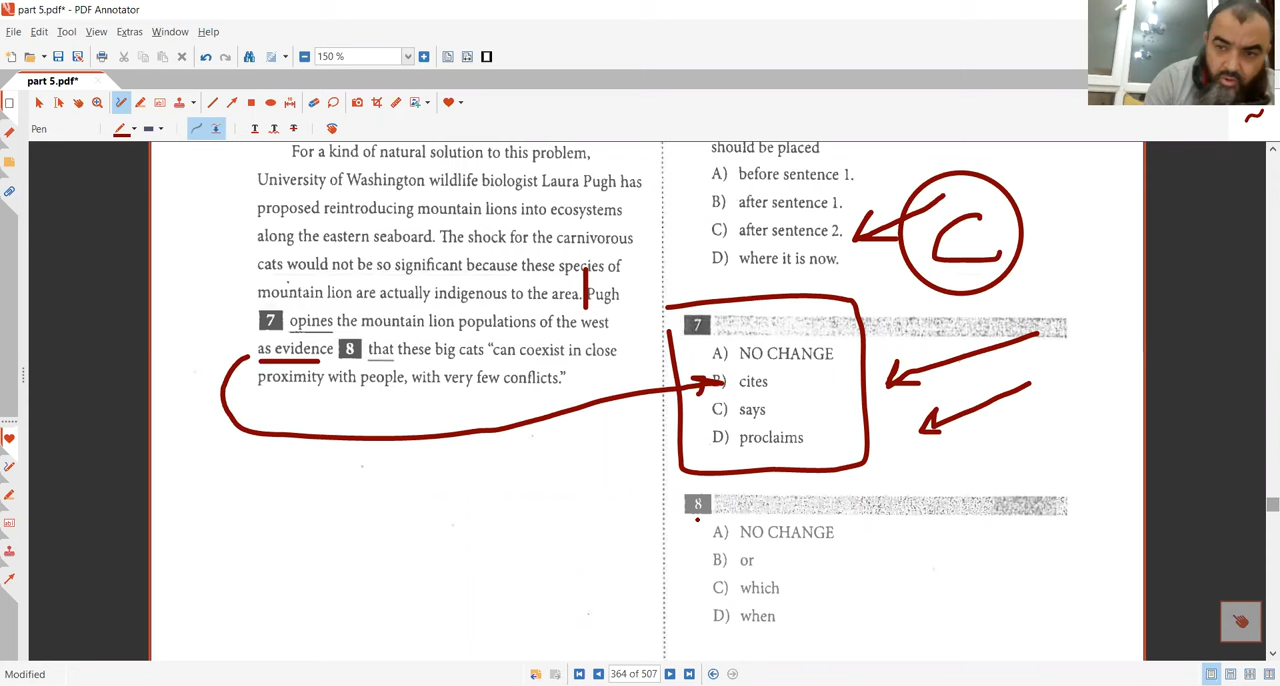 part 5.pdf* - PDF Annotator
File Edit Tool View Extras Window Help
150 %
part 5.pdf*
Pen
For a kind of natural solution to this problem,
University of Washington wildlife biologist Laura Pugh has
proposed reintroducing mountain lions into ecosystems
along the eastern seaboard. The shock for the carnivorous
cats would not be so significant because these species of
mountain lion are actually indigenous to the area. Pugh
7 opines the mountain lion populations of the west
as evidence 8 that these big cats “can coexist in close
proximity with people, with very few conflicts.”
should be placed
A) before sentence 1.
B) after sentence 1.
C) after sentence 2.
D) where it is now.
C
7
A) NO CHANGE
B) cites
C) says
D) proclaims
8
A) NO CHANGE
B) or
C) which
D) when
Modified
364 of 507